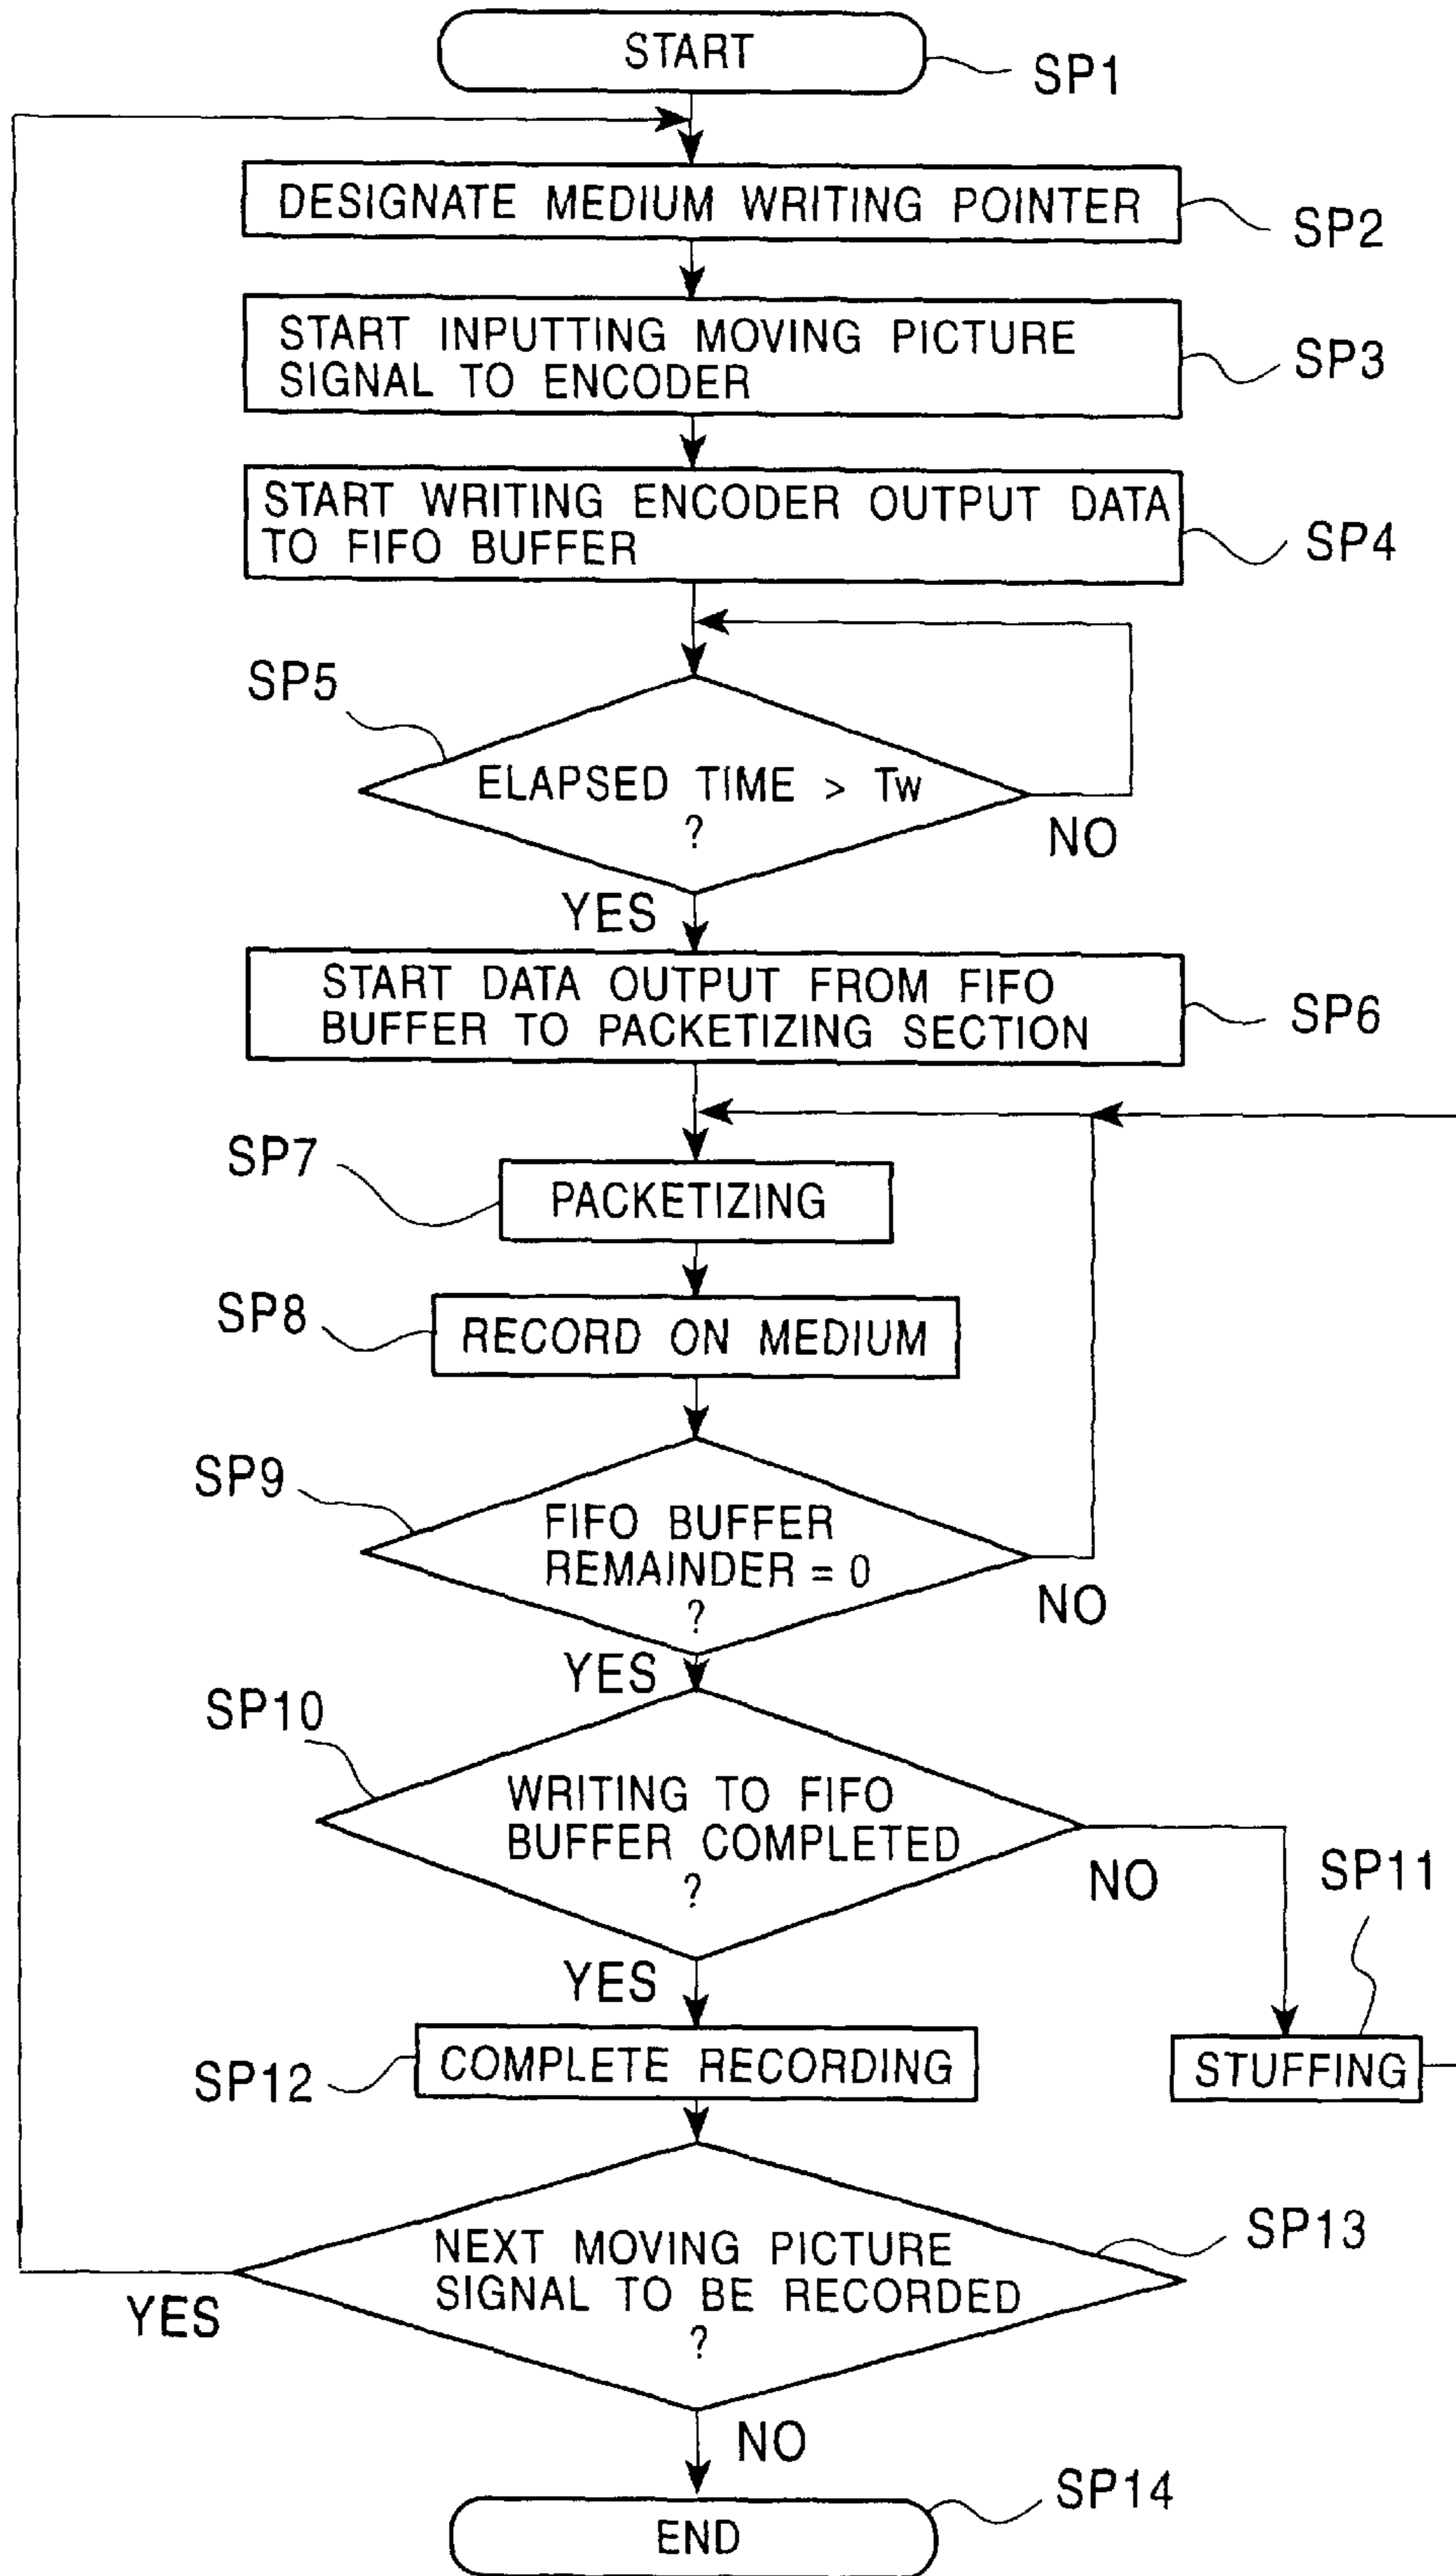 START
SP1
DESIGNATE MEDIUM WRITING POINTER
SP2
START INPUTTING MOVING PICTURE
SIGNAL TO ENCODER
SP3
START WRITING ENCODER OUTPUT DATA
TO FIFO BUFFER
SP4
SP5
ELAPSED TIME > Tw
?
NO
YES
START DATA OUTPUT FROM FIFO
BUFFER TO PACKETIZING SECTION
SP6
SP7
PACKETIZING
SP8
RECORD ON MEDIUM
SP9
FIFO BUFFER
REMAINDER = 0
?
NO
YES
SP10
WRITING TO FIFO
BUFFER COMPLETED
?
NO
SP11
YES
STUFFING
SP12
COMPLETE RECORDING
SP13
NEXT MOVING PICTURE
SIGNAL TO BE RECORDED
?
YES
NO
SP14
END